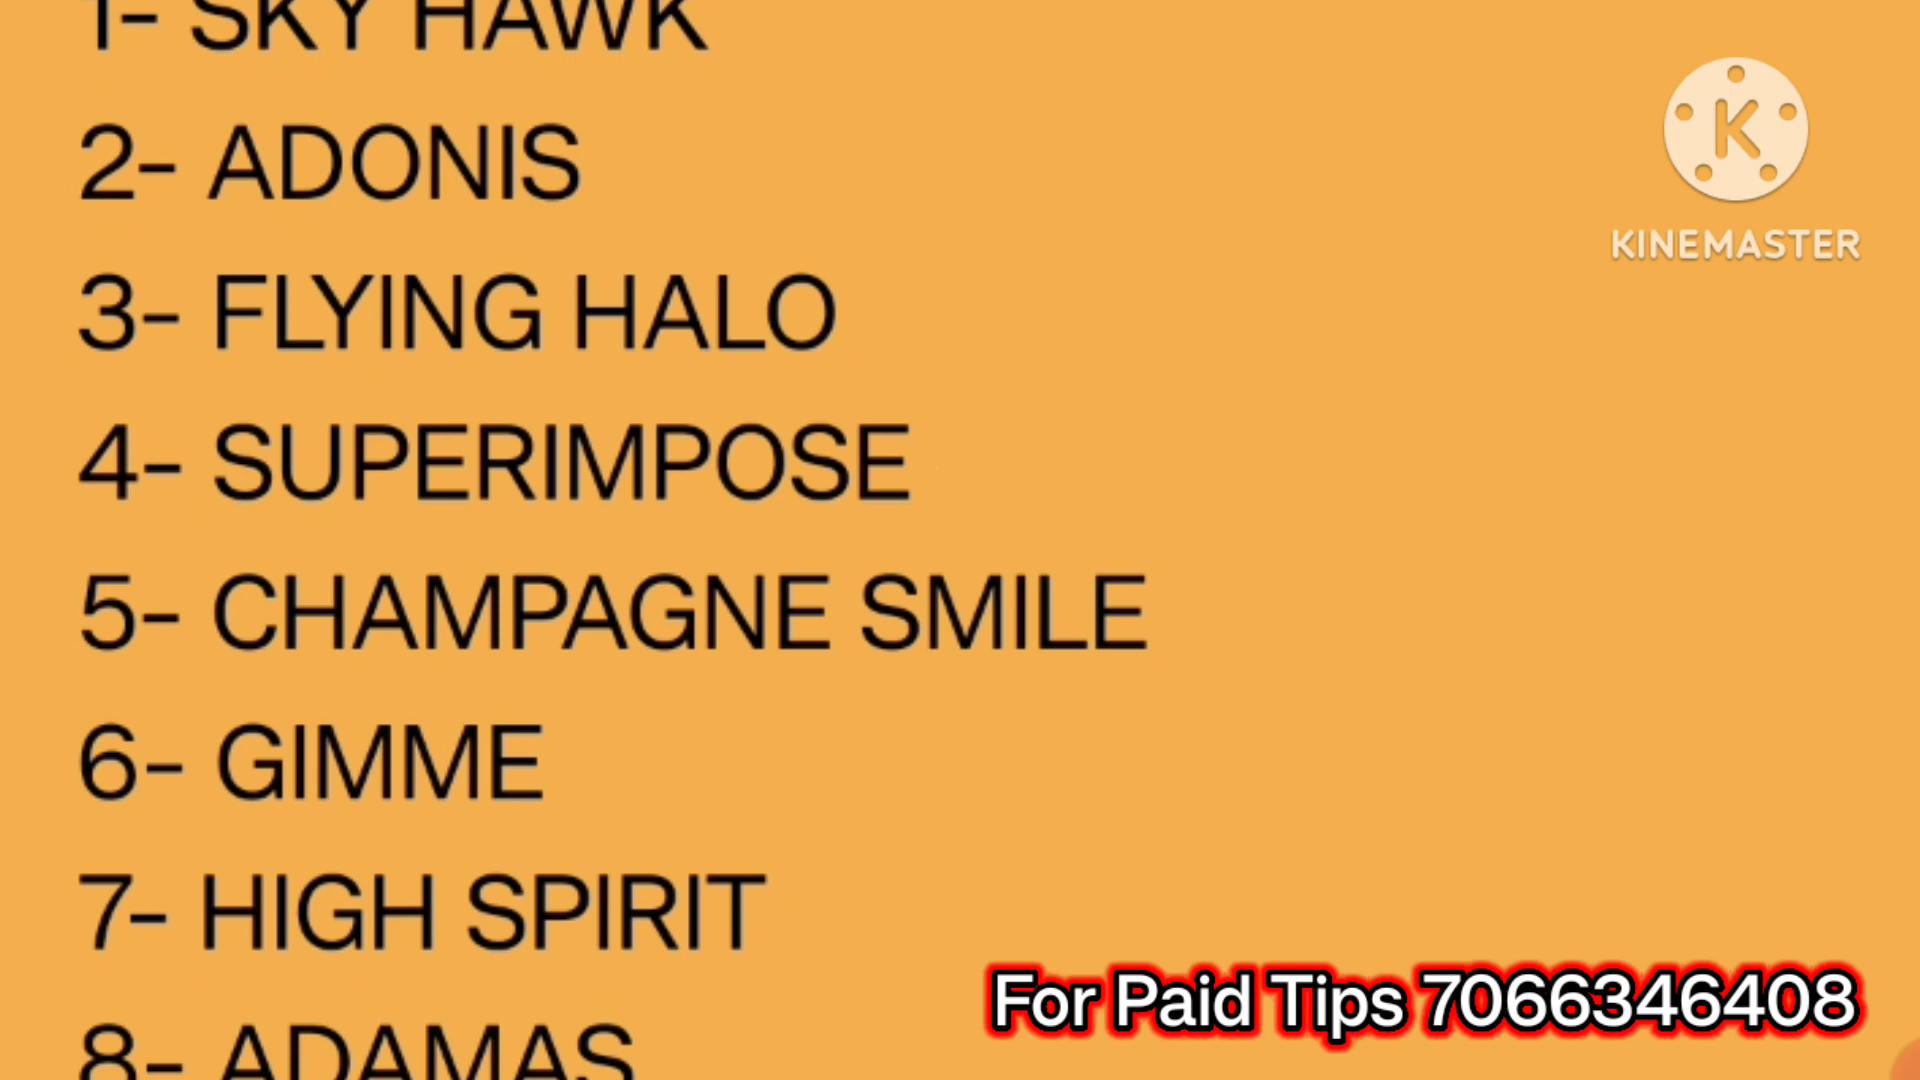 1- SKY HAWK
2- ADONIS
KINEMASTER
3- FLYING HALO
4- SUPERIMPOSE
5- CHAMPAGNE SMILE
6- GIMME
7- HIGH SPIRIT
For Paid Tips 7066346408
8- ADAMAS